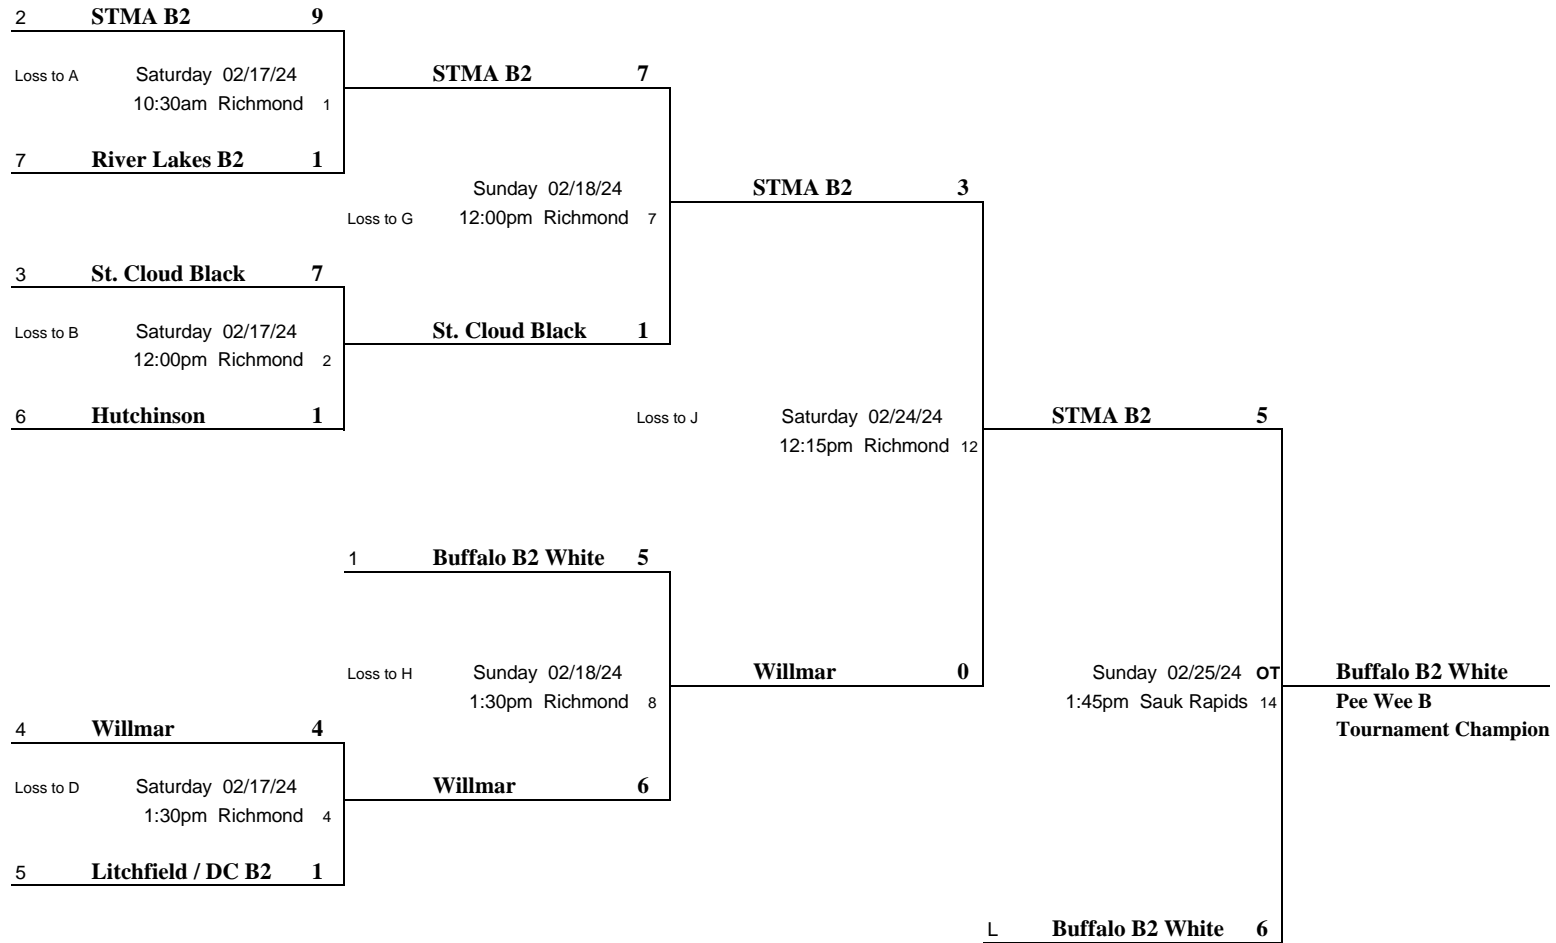 2 STMA B2 9
Loss to A Saturday 02/17/24
10:30am Richmond 1
7 River Lakes B2 1
STMA B2 7
Sunday 02/18/24
Loss to G 12:00pm Richmond 7
3 St. Cloud Black 7
Loss to B Saturday 02/17/24
12:00pm Richmond 2
6 Hutchinson 1
St. Cloud Black 1
STMA B2 3
Loss to J Saturday 02/24/24
12:15pm Richmond 12
STMA B2 5
1 Buffalo B2 White 5
Loss to H Sunday 02/18/24
1:30pm Richmond 8
Willmar 0
4 Willmar 4
Loss to D Saturday 02/17/24
1:30pm Richmond 4
5 Litchfield / DC B2 1
Willmar 6
Sunday 02/25/24 OT
1:45pm Sauk Rapids 14
Buffalo B2 White
Pee Wee B
Tournament Champion
L Buffalo B2 White 6